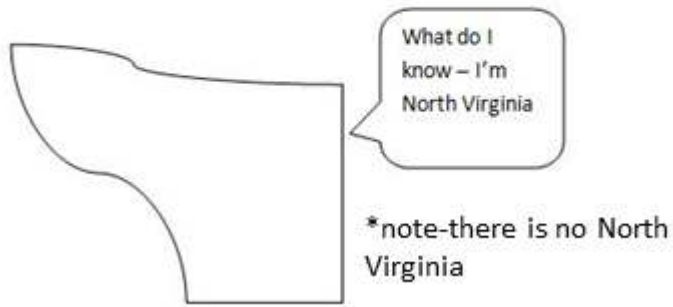 What do I
know – I'm
North Virginia
*note-there is no North
Virginia